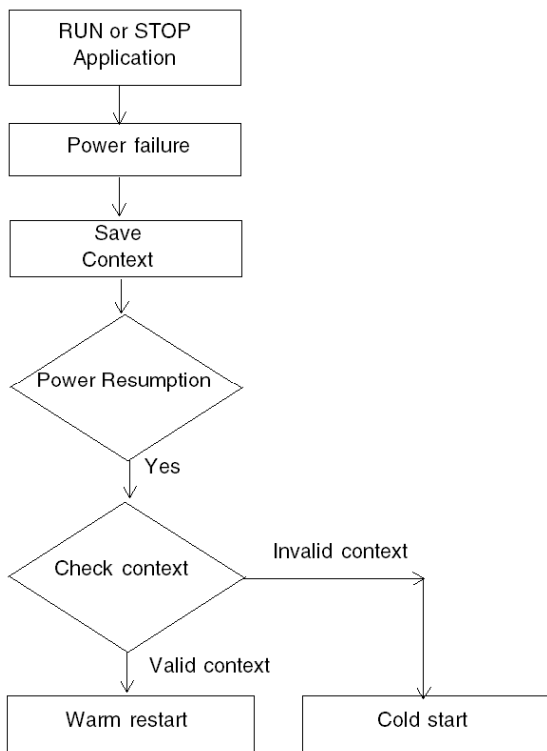 RUN or STOP
Application
Power failure
Save
Context
Power Resumption
Yes
Check context
Invalid context
Valid context
Warm restart
Cold start